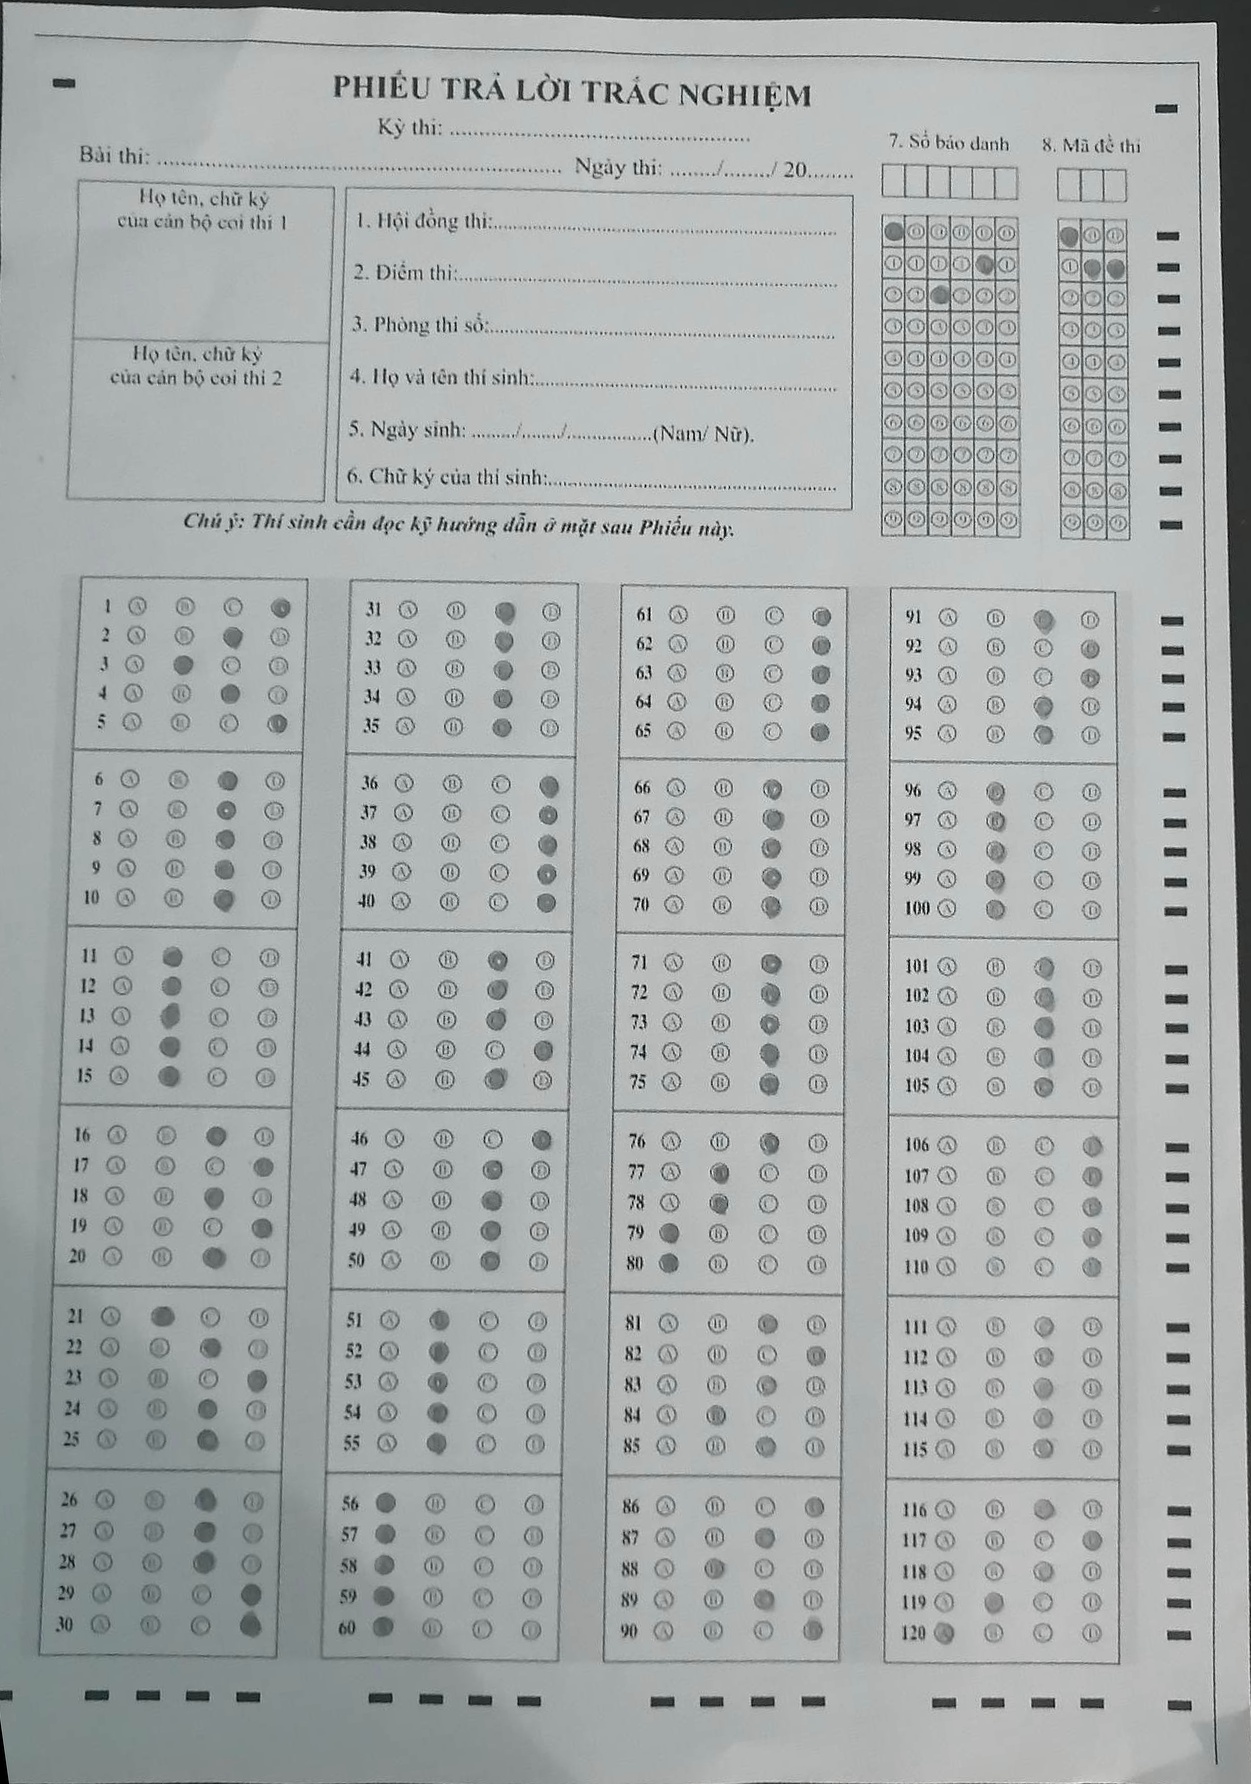 PHIẾU TRẢ LỜI TRẮC NGHIỆM
Kỳ thi: ................................................
Bài thi: ................................................ Ngày thi: ......../......../ 20........
7. Số báo danh
8. Mã đề thi
Họ tên, chữ ký
của cán bộ coi thi 1
Họ tên, chữ ký
của cán bộ coi thi 2
1. Hội đồng thi:................................................
2. Điểm thi:................................................
3. Phòng thi số:................................................
4. Họ và tên thí sinh:................................................
5. Ngày sinh: ......../......../................(Nam/ Nữ).
6. Chữ ký của thí sinh:................................................
Chú ý: Thí sinh cần đọc kỹ hướng dẫn ở mặt sau Phiếu này.
1 A B C
2 A B D
3 A C D
4 A B D
5 A B C
6 A B D
7 A B D
8 A B D
9 A B D
10 A B D
11 A C D
12 A C D
13 A C D
14 A C D
15 A C D
16 A B D
17 A B C
18 A B D
19 A B C
20 A B D
21 A C D
22 A B D
23 A B C
24 A B D
25 A B D
26 A B D
27 A B D
28 A B D
29 A B C
30 A B C
31 A B D
32 A B D
33 A B D
34 A B D
35 A B D
36 A B C
37 A B C
38 A B C
39 A B C
40 A B C
41 A B D
42 A B D
43 A B D
44 A B C
45 A B D
46 A B C
47 A B D
48 A B D
49 A B D
50 A B D
51 A C D
52 A C D
53 A C D
54 A C D
55 A C D
56 B C D
57 B C D
58 B C D
59 B C D
60 B C D
61 A B C
62 A B C
63 A B C
64 A B C
65 A B C
66 A B D
67 A B D
68 A B D
69 A B D
70 A B D
71 A B D
72 A B D
73 A B D
74 A B D
75 A B D
76 A B D
77 A C D
78 A C D
79 B C D
80 B C D
81 A B D
82 A B C
83 A B D
84 A B C D
85 A B D
86 A B C
87 A B D
88 A C D
89 A B D
90 A B C
91 A B D
92 A B C
93 A B C
94 A B D
95 A B D
96 A C D
97 A B C D
98 A C D
99 A C D
100 A C D
101 A B D
102 A B D
103 A B D
104 A B D
105 A B D
106 A B C
107 A B C
108 A B C
109 A B C
110 A B C
111 A B D
112 A B D
113 A B D
114 A B D
115 A B D
116 A B D
117 A B C
118 A B D
119 A C D
120 A B C D